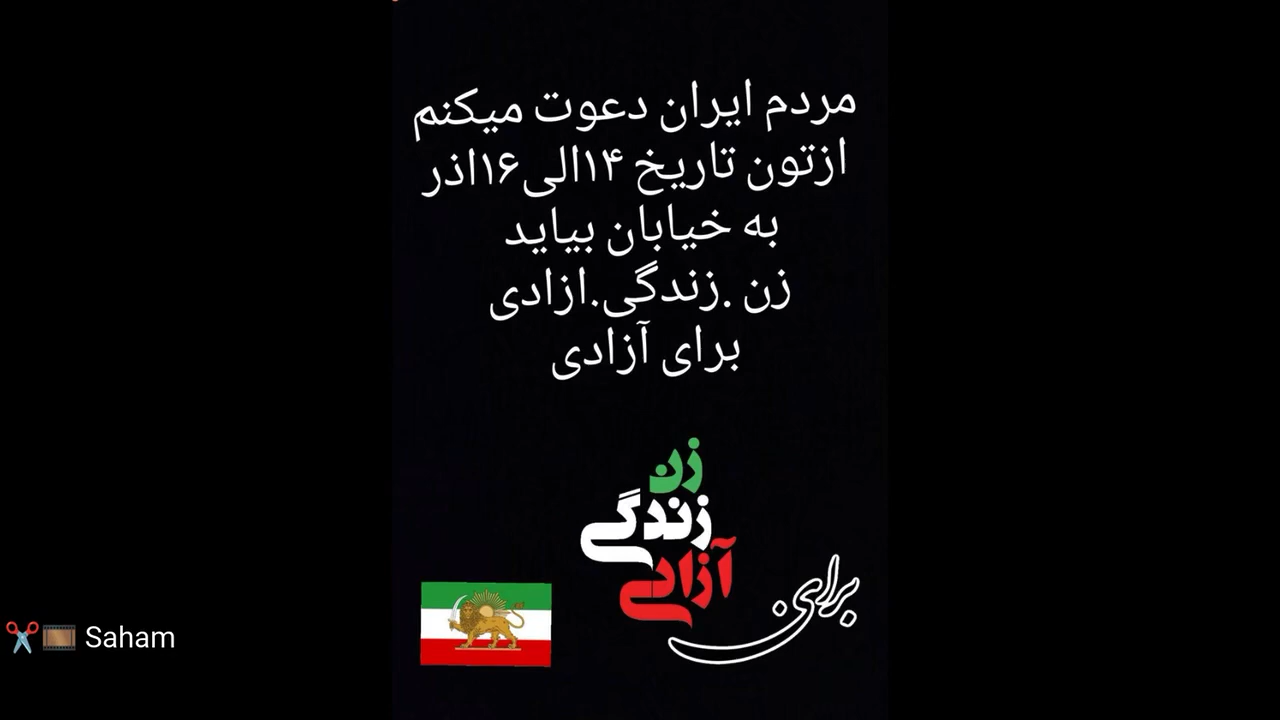 مردم ایران دعوت میکنم
ازتون تاریخ ۱۴الی۱۶اذر
به خیابان بیاید
زن .زندگی.ازادی
برای آزادی
زن
زندگی
آزادی
برای
✂️🎞️ Saham